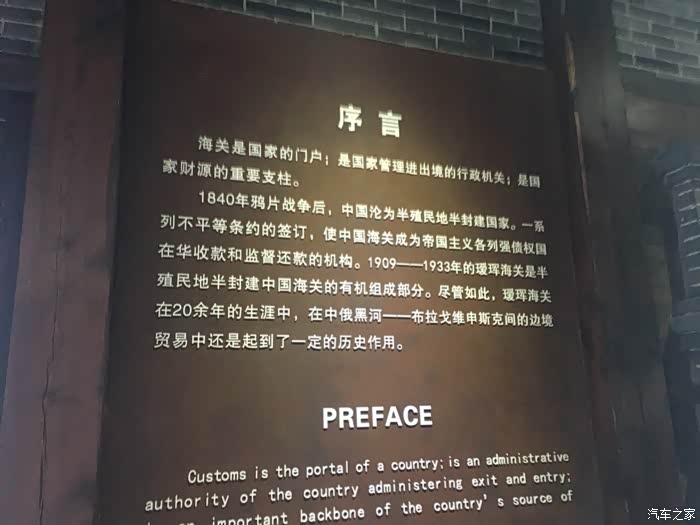 序言
海关是国家的门户；是国家管理进出境的行政机关；是国
家财源的重要支柱。
1840年鸦片战争后，中国沦为半殖民地半封建国家。一系
列不平等条约的签订，使中国海关成为帝国主义各列强债权国
在华收款和监督还款的机构。1909——1933年的瑷珲海关是半
殖民地半封建中国海关的有机组成部分。尽管如此，瑷珲海关
在20余年的生涯中，在中俄黑河——布拉戈维申斯克间的边境
贸易中还是起到了一定的历史作用。
PREFACE
Customs is the portal of a country; is an administrative
authority of the country administering exit and entry;
important backbone of the country's source of
汽车之家